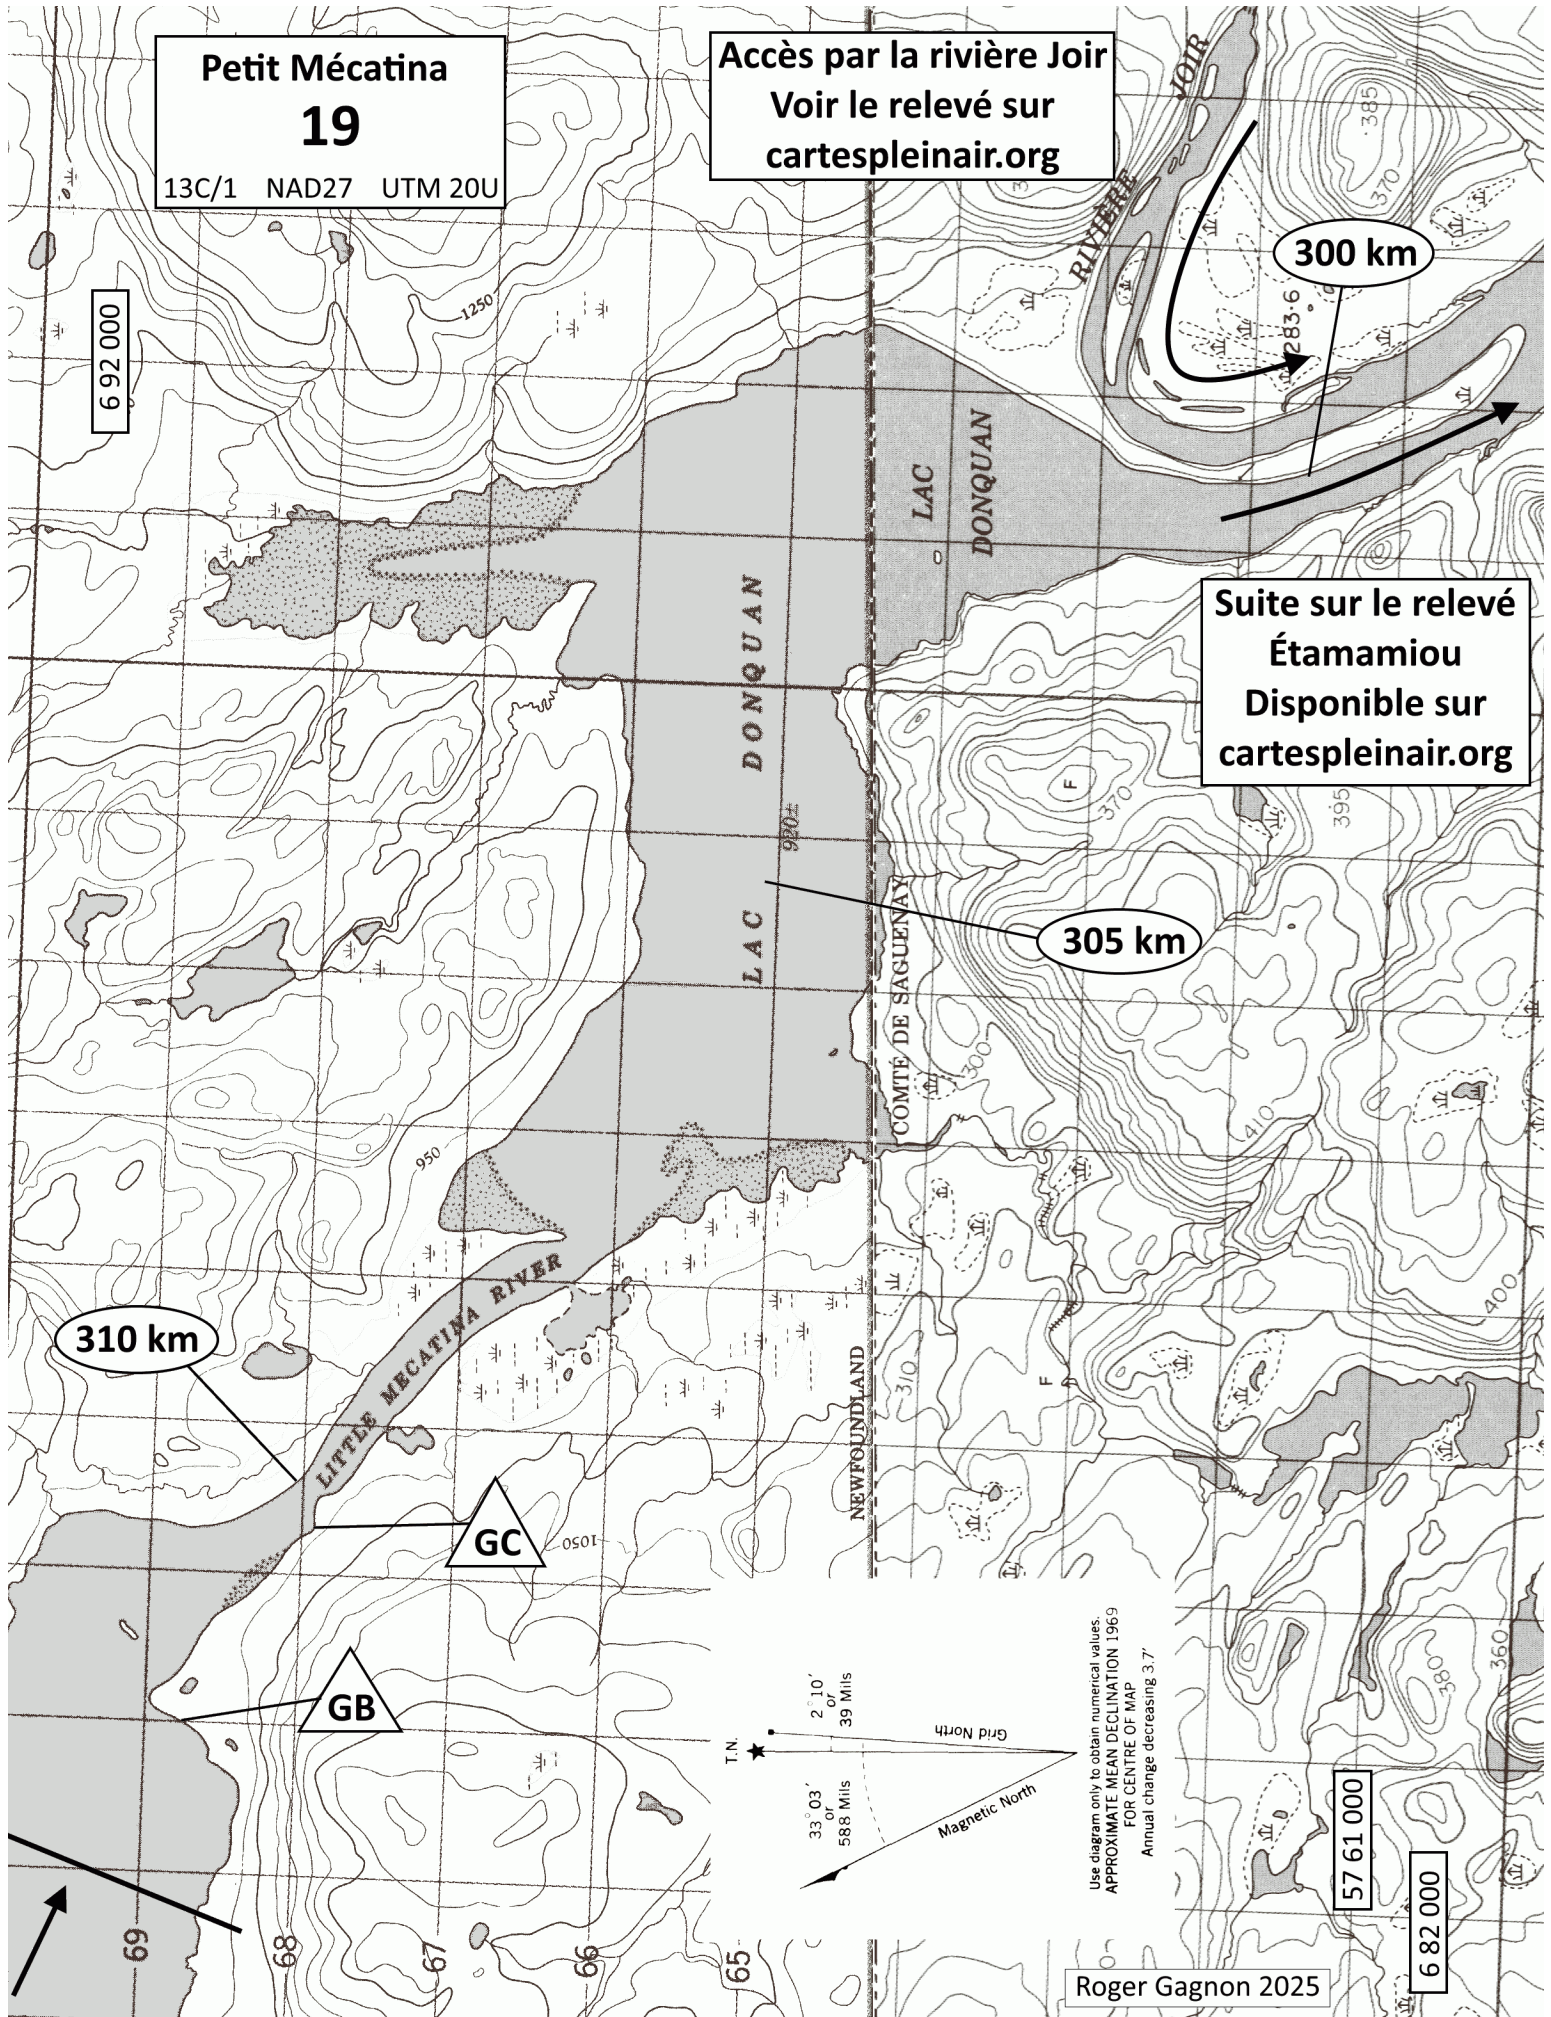 Petit Mécatina
19
13C/1 NAD27 UTM 20U
Accès par la rivière Joir
Voir le relevé sur
cartespleinair.org
RIVIÈRE JOIR
385
370
300 km
283.6
6 92 000
1250
LAC
DONQUAN
LAC DONQUAN
920±
Suite sur le relevé
Étamamiou
Disponible sur
cartespleinair.org
F
370
395
305 km
COMTÉ DE SAGUENAY
300
410
950
LITTLE MECATINA RIVER
310 km
NEWFOUNDLAND
310
F
400
GC
1050
GB
360
380
T.N.
2°10′
or
39 Mils
Grid North
33°03′
or
588 Mils
Magnetic North
Use diagram only to obtain numerical values.
APPROXIMATE MEAN DECLINATION 1969
FOR CENTRE OF MAP
Annual change decreasing 3.7′
57 61 000
6 82 000
69
68
67
66
65
Roger Gagnon 2025